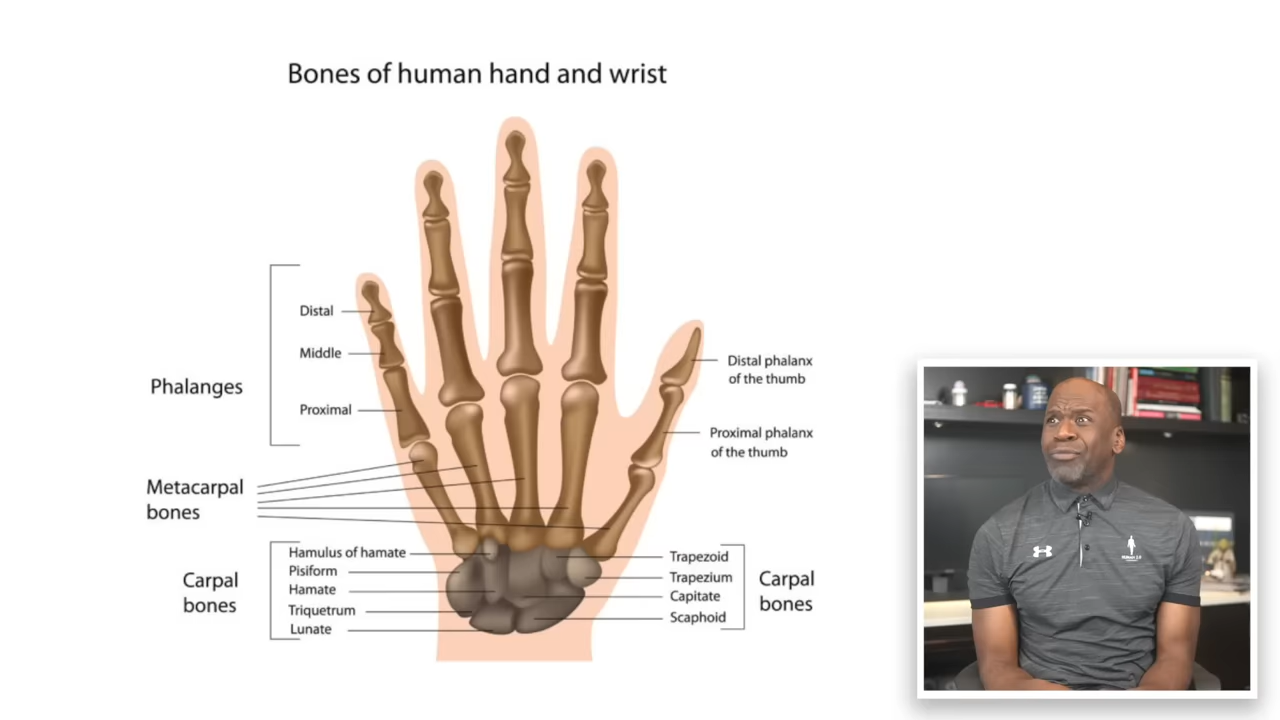 Bones of human hand and wrist
Phalanges
Distal
Middle
Proximal
Distal phalanx
of the thumb
Proximal phalanx
of the thumb
Metacarpal
bones
Carpal
bones
Hamulus of hamate
Pisiform
Hamate
Triquetrum
Lunate
Trapezoid
Trapezium
Capitate
Scaphoid
Carpal
bones